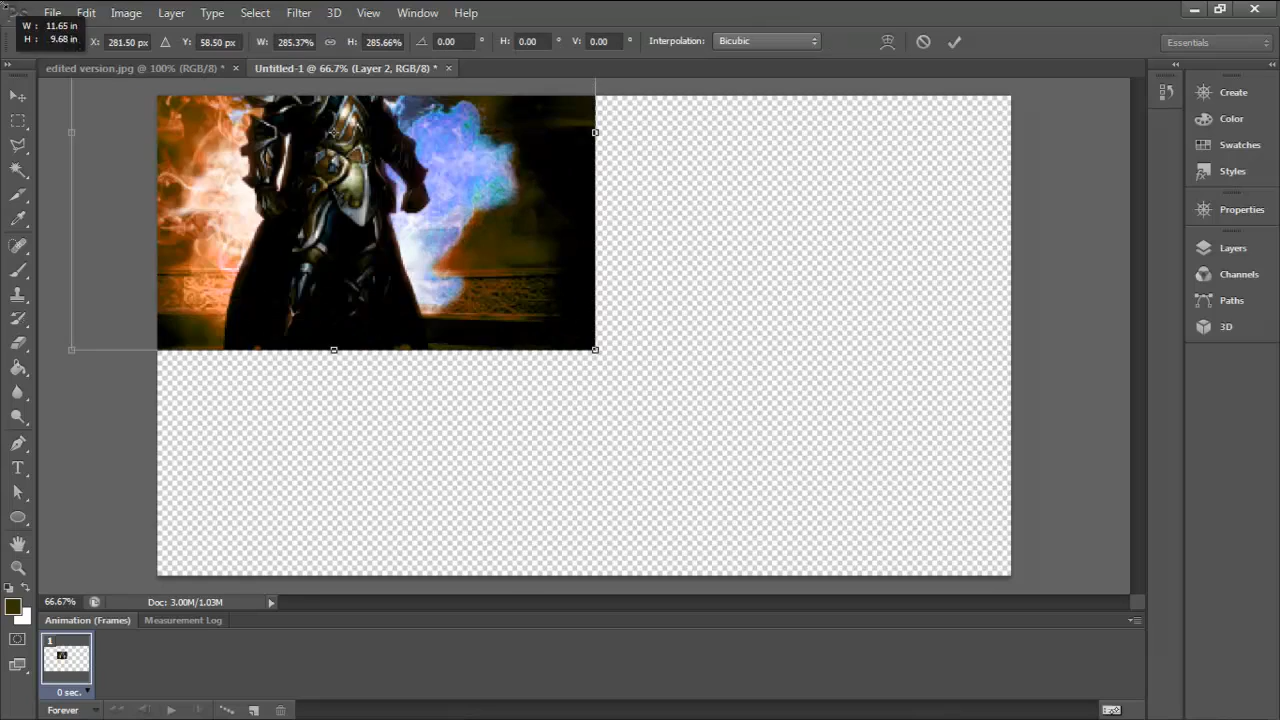 File Edit Image Layer Type Select Filter 3D View Window Help
W : 11.65 in
H : 9.68 in
X: 281.50 px Y: 58.50 px W: 285.37% H: 285.66% 0.00 ° H: 0.00 ° V: 0.00 ° Interpolation: Bicubic Essentials
edited version.jpg @ 100% (RGB/8) * × Untitled-1 @ 66.7% (Layer 2, RGB/8) * ×
Create
Color
Swatches
Styles
Properties
Layers
Channels
Paths
3D
66.67% Doc: 3.00M/1.03M
Animation (Frames) Measurement Log
1
0 sec.
Forever